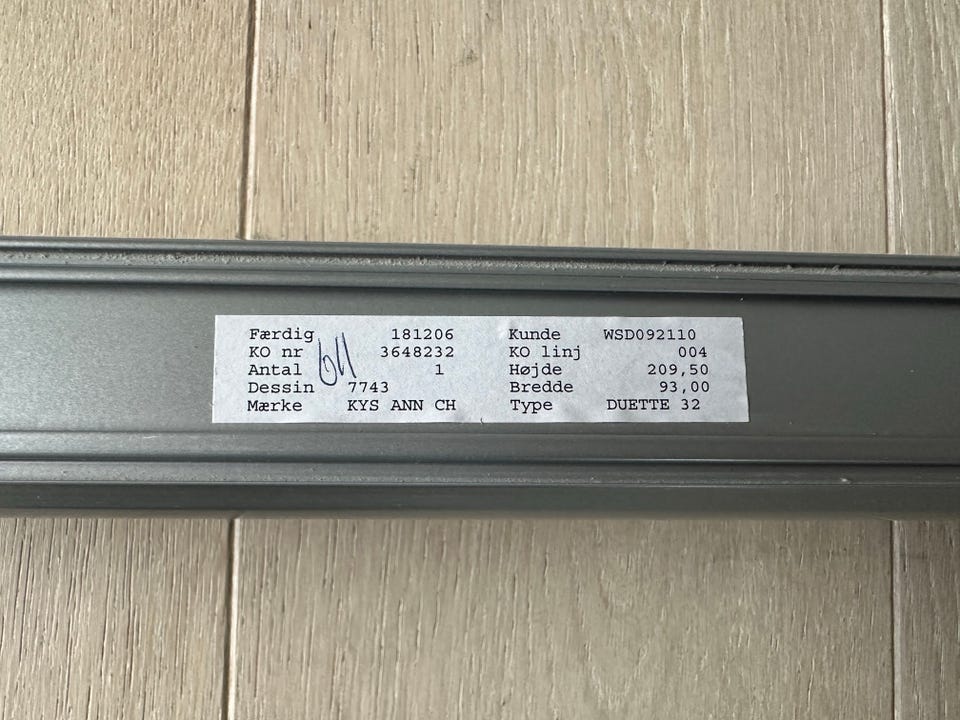 Færdig 181206 Kunde WSD092110
KO nr 3648232 KO linj 004
Antal 1 Højde 209,50
Dessin 7743 Bredde 93,00
Mærke KYS ANN CH Type DUETTE 32